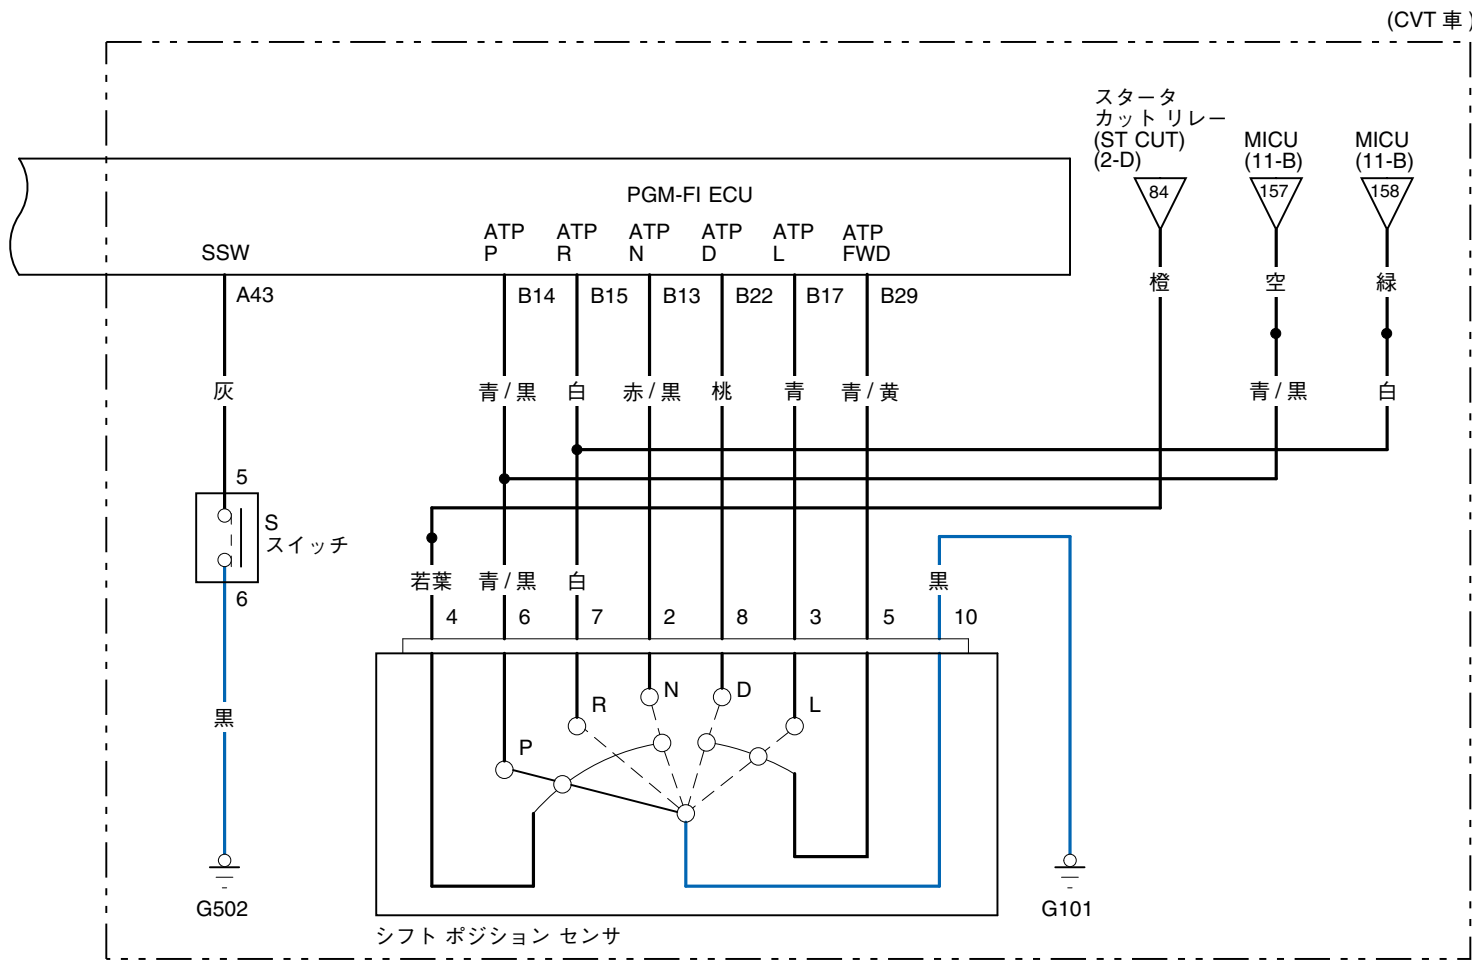 (CVT 車)
スタータ
カット リレー
(ST CUT)
(2-D)
MICU
(11-B)
MICU
(11-B)
84
157
158
PGM-FI ECU
SSW
ATP
P
ATP
R
ATP
N
ATP
D
ATP
L
ATP
FWD
A43
B14
B15
B13
B22
B17
B29
橙
空
緑
灰
青 / 黒
白
赤 / 黒
桃
青
青 / 黄
青 / 黒
白
5
S
スイッチ
6
若葉
青 / 黒
白
黒
4
6
7
2
8
3
5
10
P
R
N
D
L
黒
G502
G101
シフト ポジション センサ